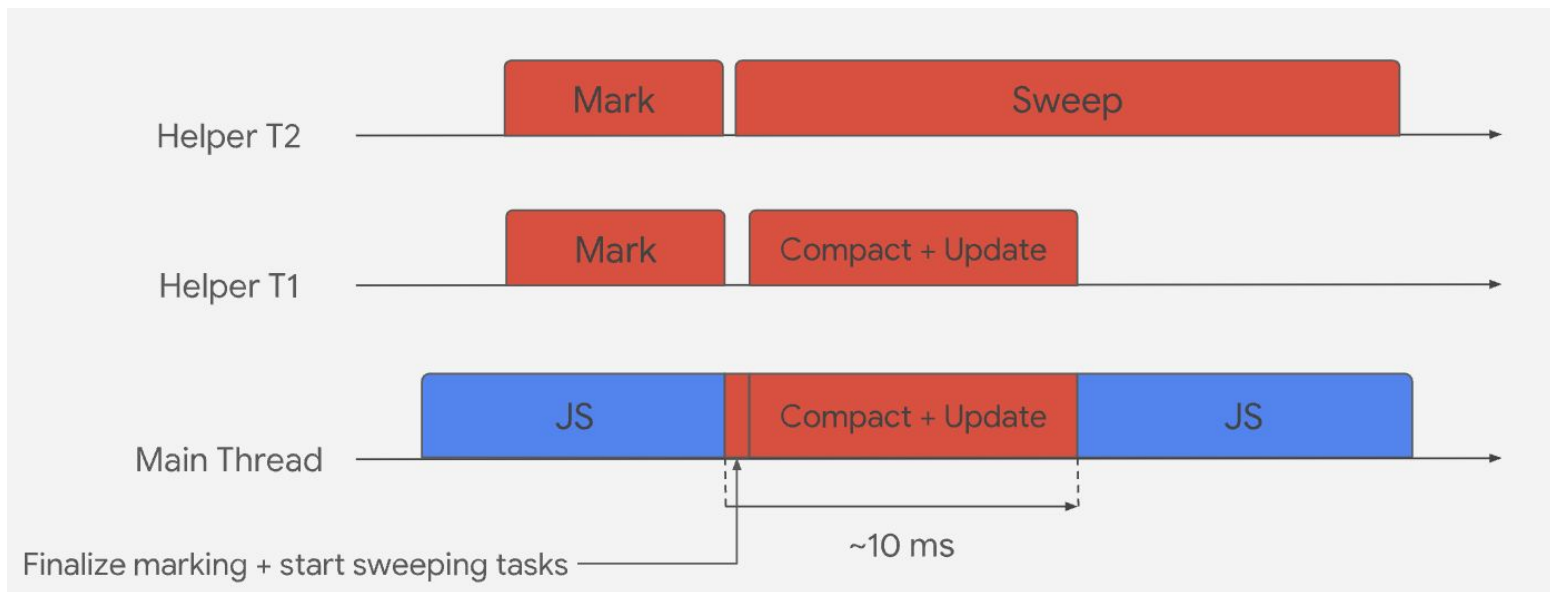 Mark
Sweep
Helper T2
Mark
Compact + Update
Helper T1
JS
Compact + Update
JS
Main Thread
~10 ms
Finalize marking + start sweeping tasks